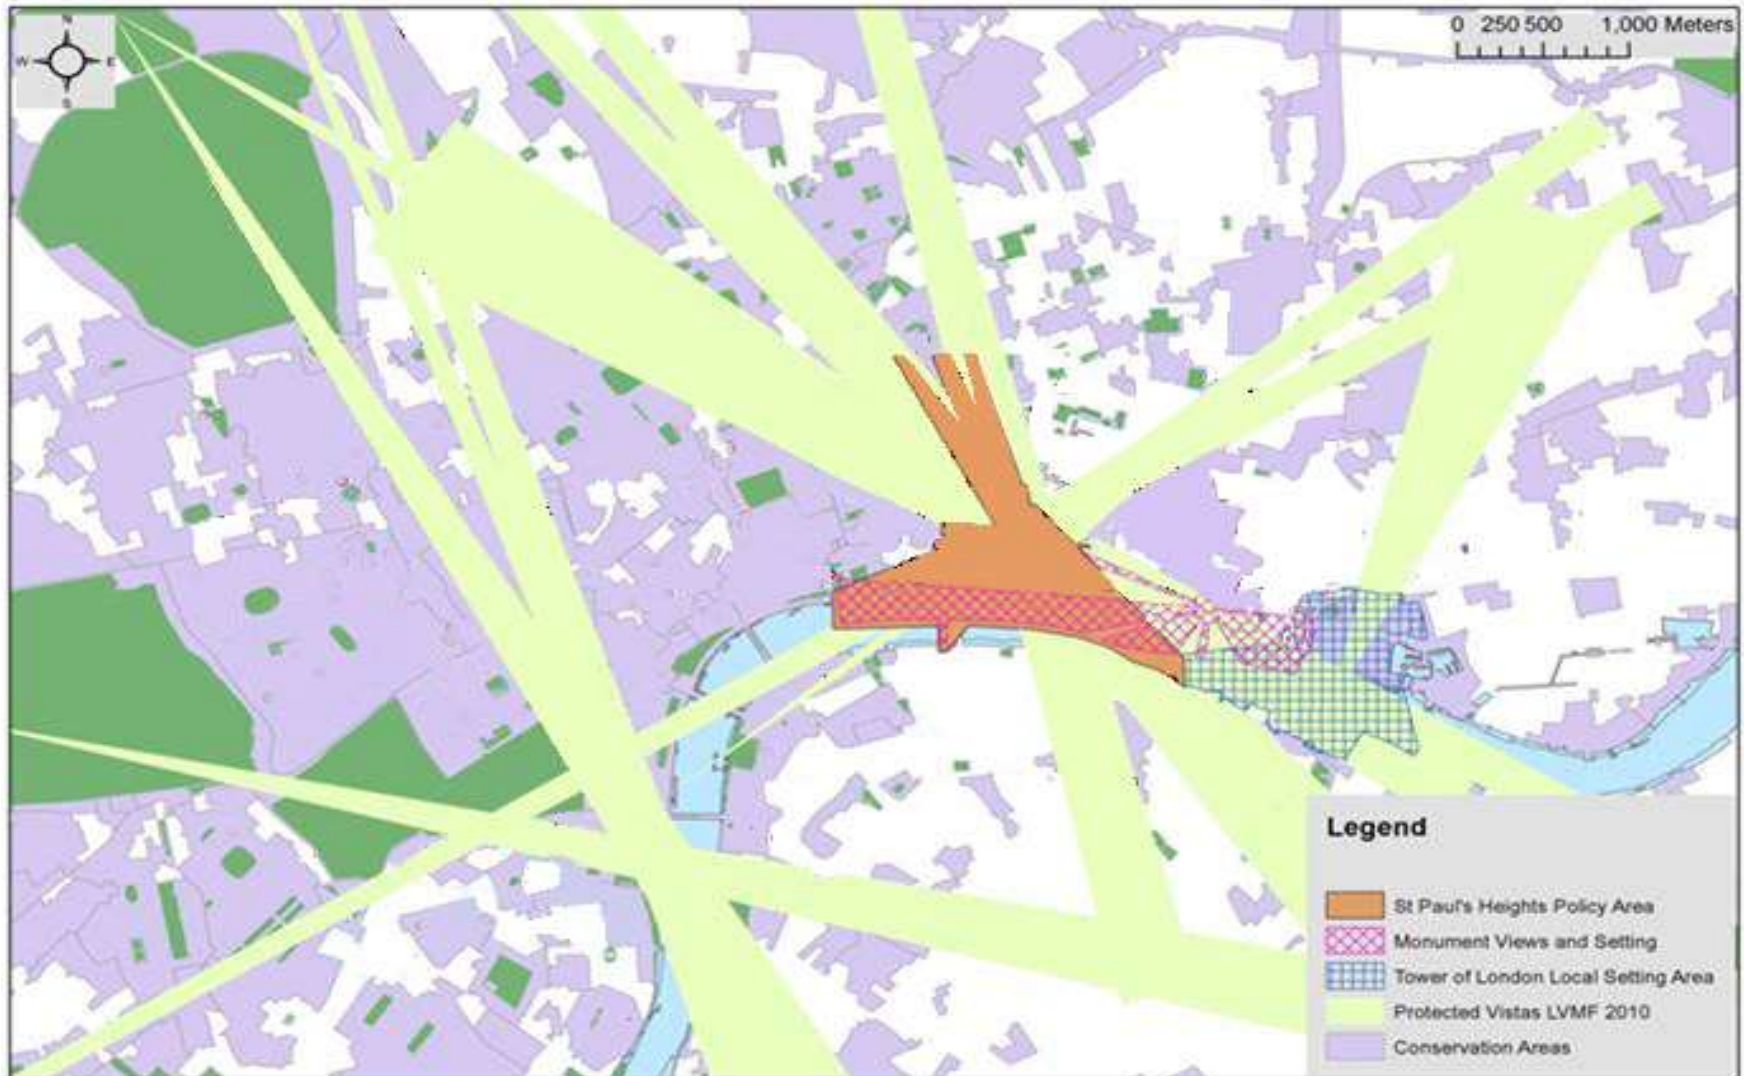 N
W E
S
0 250 500 1,000 Meters
Legend
St Paul's Heights Policy Area
Monument Views and Setting
Tower of London Local Setting Area
Protected Vistas LVMF 2010
Conservation Areas